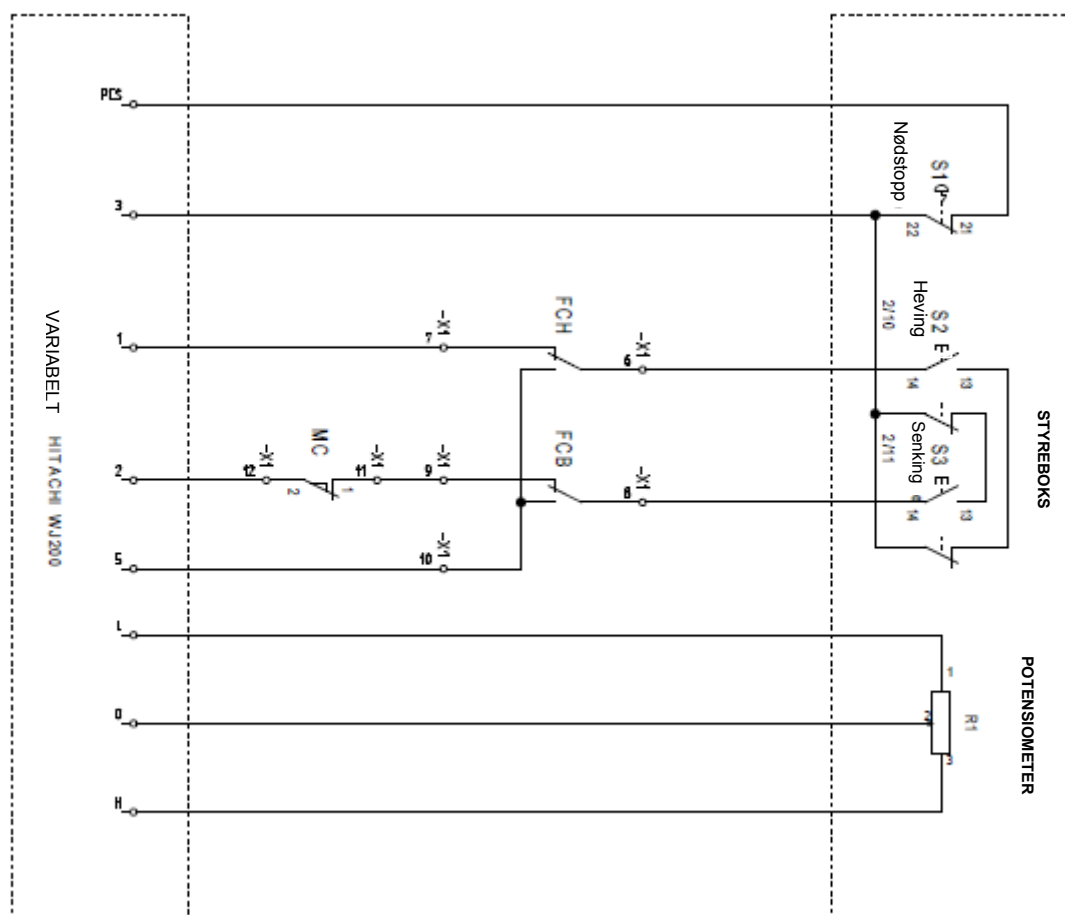 PCS
3
Nødstopp
S1
22
21
2/10
Heving
S2
14
13
1
-X1
7
FCH
-X1
6
2/11
Senking
S3
14
13
2
-X1
12
MC
2
1
-X1
11
-X1
9
FCB
-X1
8
5
-X1
10
VARIABELT
HITACHI WJ200
STYREBOKS
L
O
H
1
2
3
R1
POTENSIOMETER